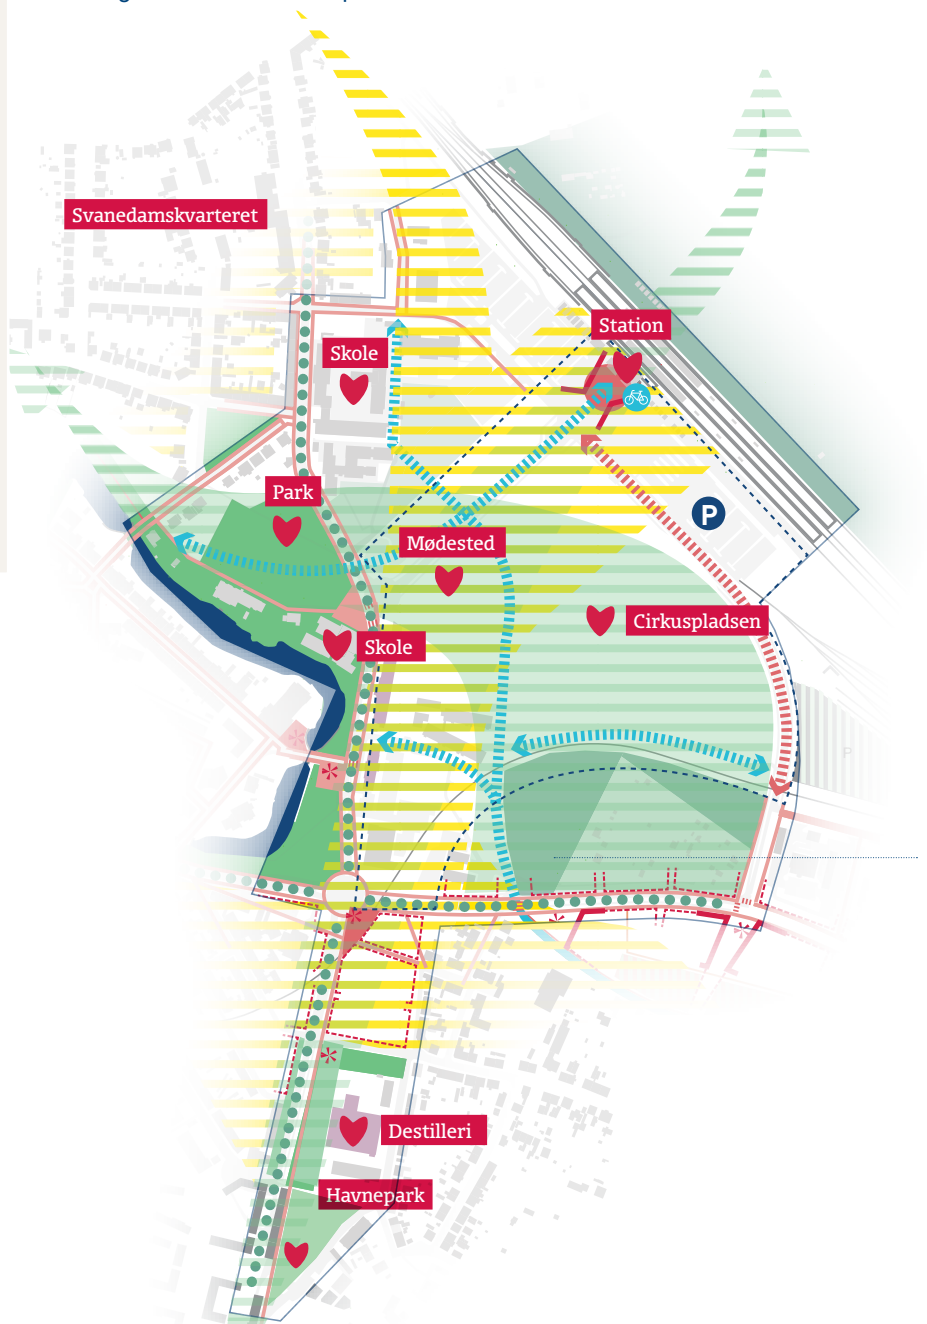 Svanedamskvarteret
Station
Skole
Park
P
Mødested
Cirkuspladsen
Skole
P
Destilleri
Havnepark